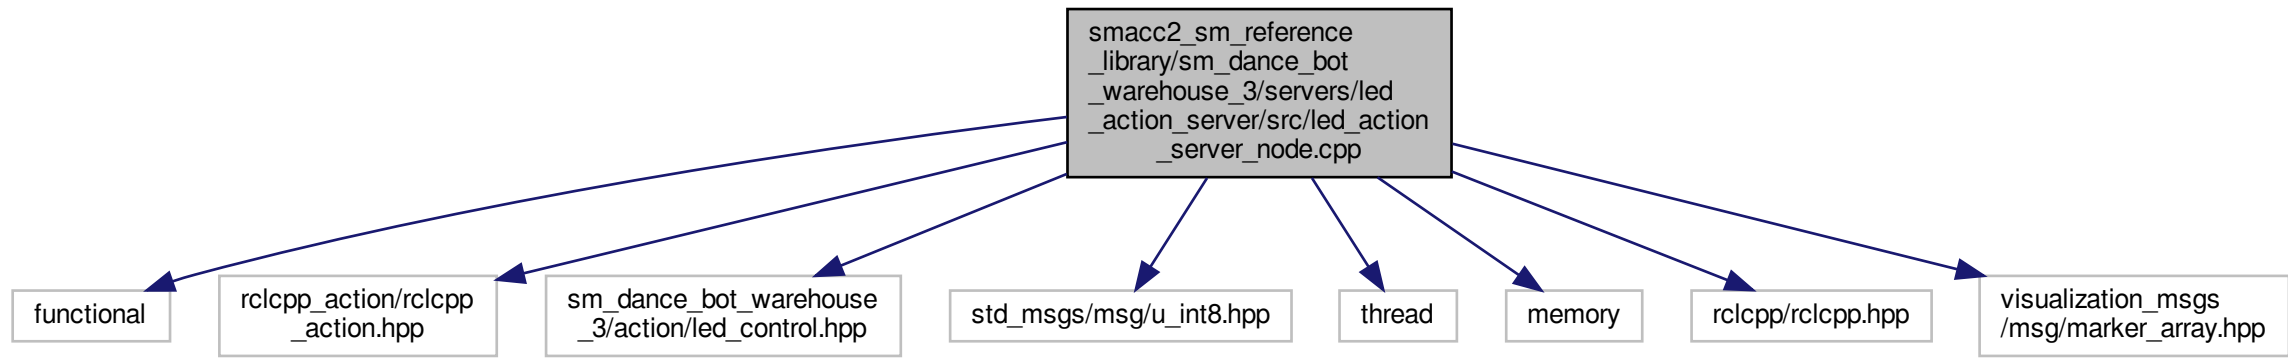 smacc2_sm_reference
_library/sm_dance_bot
_warehouse_3/servers/led
_action_server/src/led_action
_server_node.cpp
functional
rclcpp_action/rclcpp
_action.hpp
sm_dance_bot_warehouse
_3/action/led_control.hpp
std_msgs/msg/u_int8.hpp
thread
memory
rclcpp/rclcpp.hpp
visualization_msgs
/msg/marker_array.hpp